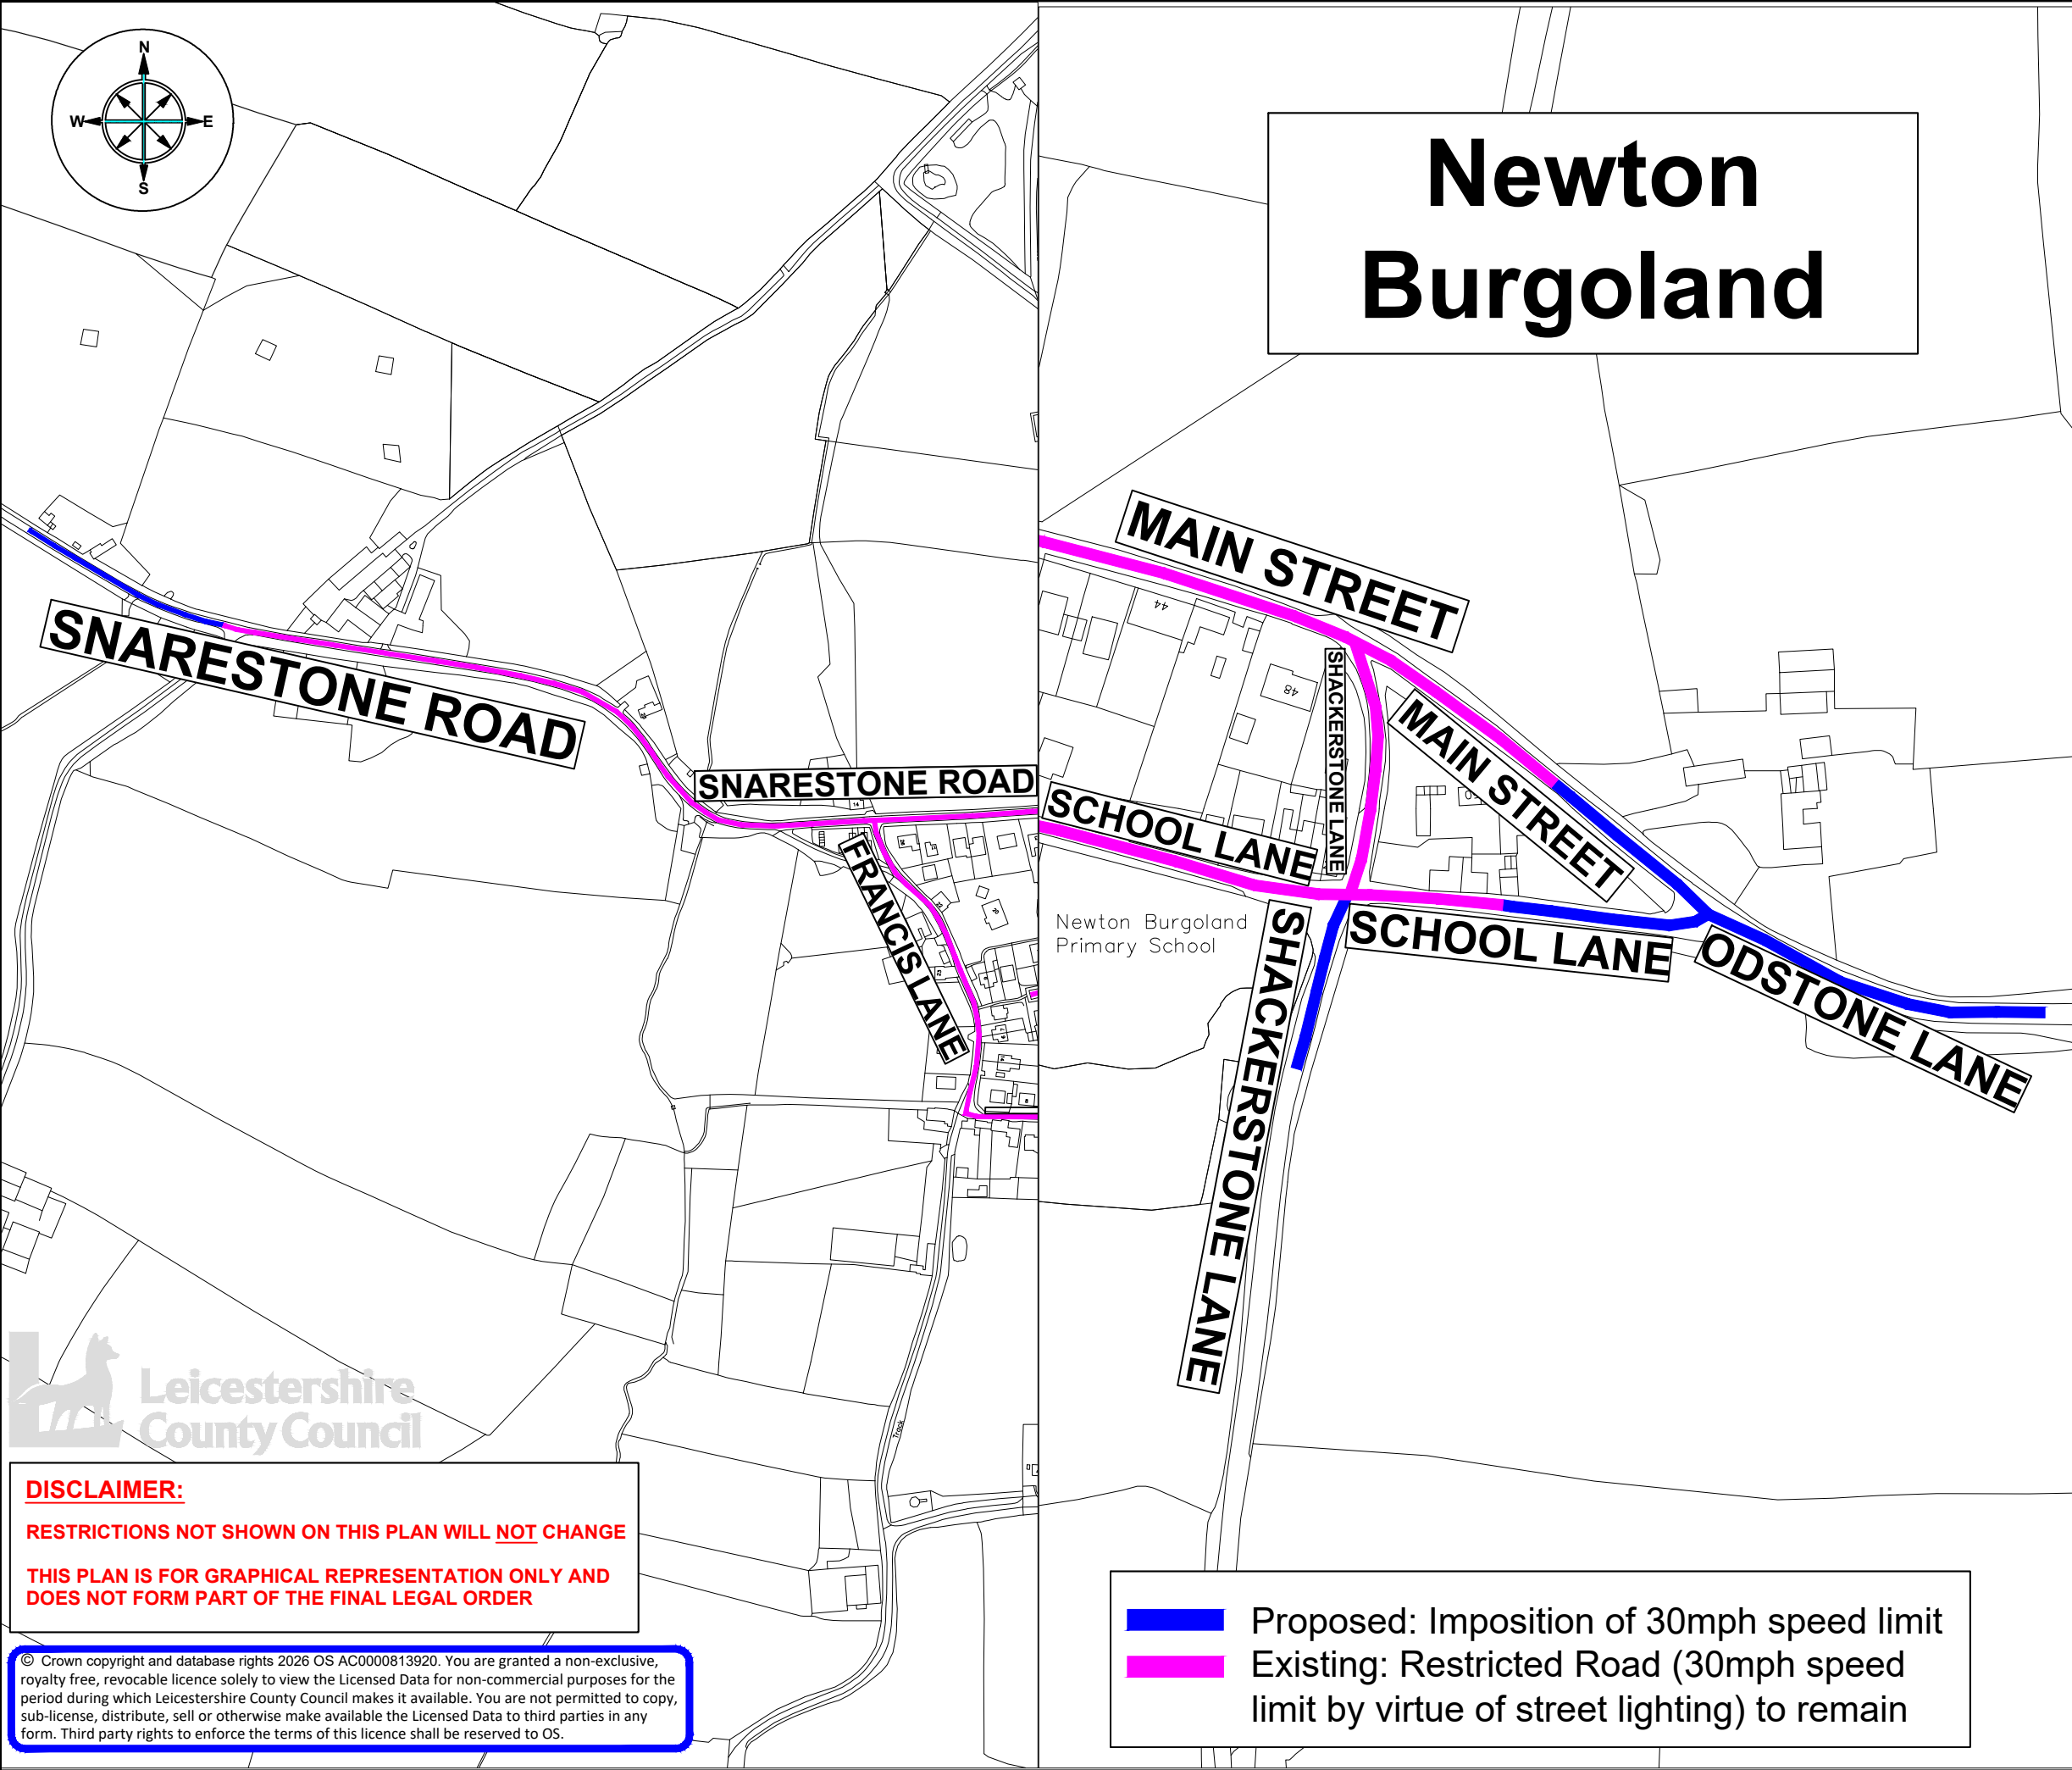 N
W
E
S
Newton
Burgoland
MAIN STREET
SHACKERSTONE LANE
MAIN STREET
SNARESTONE ROAD
SNARESTONE ROAD
SCHOOL LANE
FRANCIS LANE
44
48
Newton Burgoland
Primary School
SCHOOL LANE
SHACKERSTONE LANE
ODSTONE LANE
Track
Leicestershire
County Council
DISCLAIMER:
RESTRICTIONS NOT SHOWN ON THIS PLAN WILL NOT CHANGE
THIS PLAN IS FOR GRAPHICAL REPRESENTATION ONLY AND
DOES NOT FORM PART OF THE FINAL LEGAL ORDER
© Crown copyright and database rights 2026 OS AC0000813920. You are granted a non-exclusive,
royalty free, revocable licence solely to view the Licensed Data for non-commercial purposes for the
period during which Leicestershire County Council makes it available. You are not permitted to copy,
sub-license, distribute, sell or otherwise make available the Licensed Data to third parties in any
form. Third party rights to enforce the terms of this licence shall be reserved to OS.
Proposed: Imposition of 30mph speed limit
Existing: Restricted Road (30mph speed
limit by virtue of street lighting) to remain